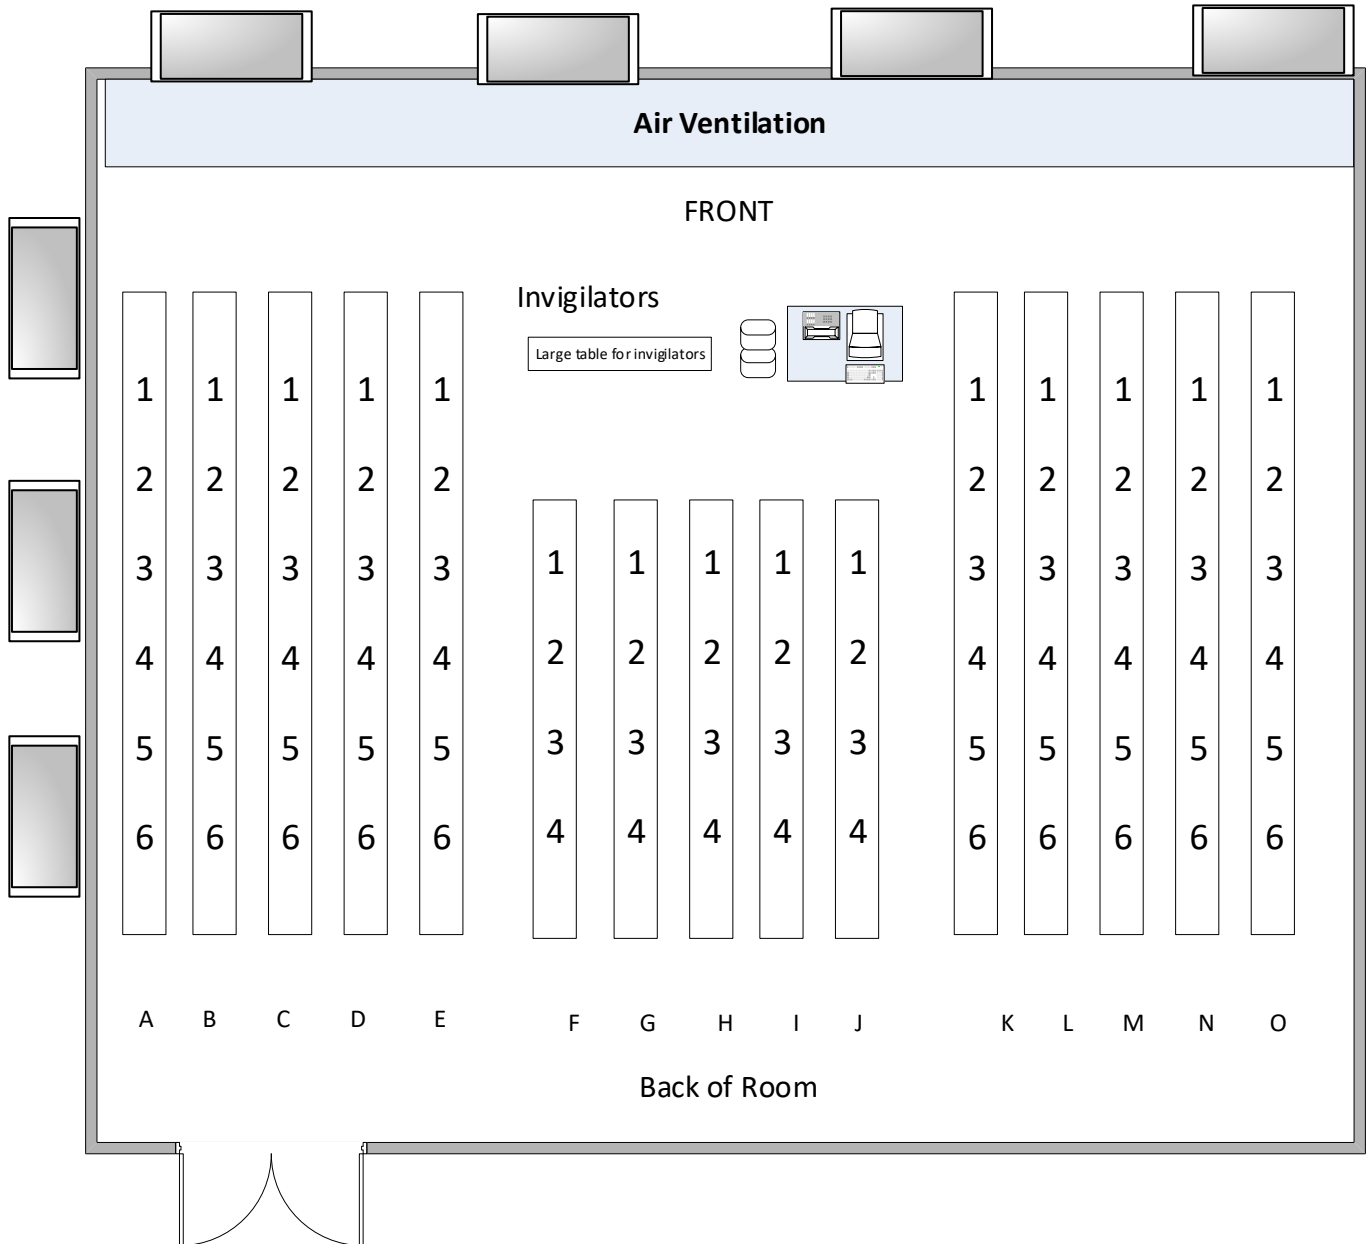 Air Ventilation
FRONT
Invigilators
Large table for invigilators
1 1 1 1 1 1 1 1 1 1
2 2 2 2 2 2 2 2 2 2
3 3 3 3 3 1 1 1 1 1 3 3 3 3 3
4 4 4 4 4 2 2 2 2 2 4 4 4 4 4
5 5 5 5 5 3 3 3 3 3 5 5 5 5 5
6 6 6 6 6 4 4 4 4 4 6 6 6 6 6
A B C D E F G H I J K L M N O
Back of Room